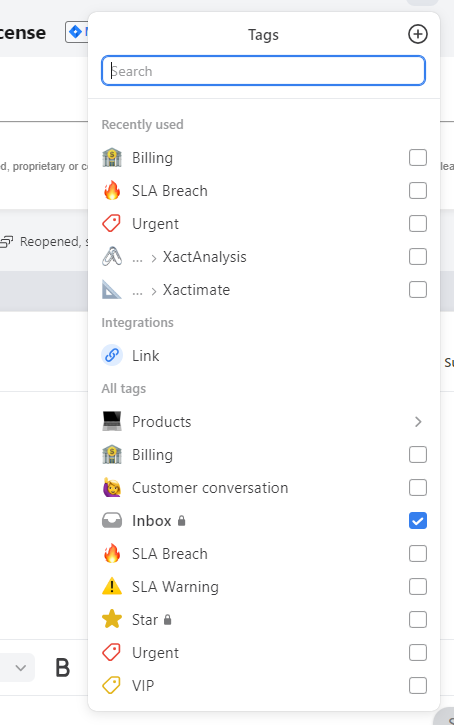 cense
Tags
Search
Recently used
ed, proprietary or
Billing
SLA Breach
Urgent
Reopened,
... > XactAnalysis
... > Xactimate
Integrations
Link
All tags
Products
Billing
Customer conversation
Inbox
SLA Breach
SLA Warning
Star
Urgent
B
VIP